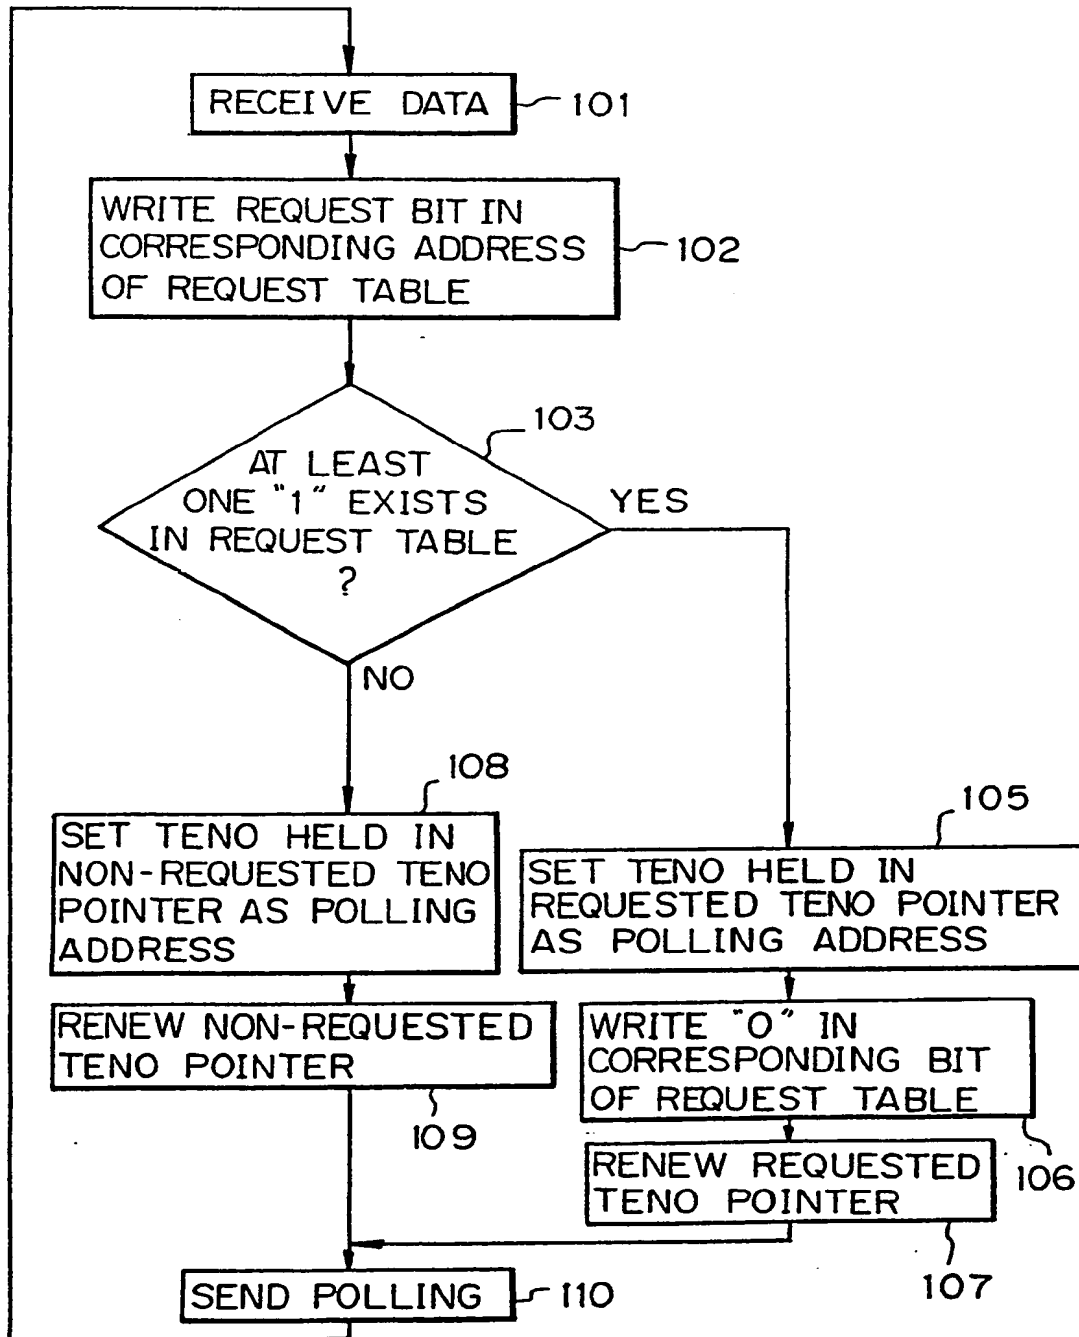 RECEIVE DATA
101
WRITE REQUEST BIT IN
CORRESPONDING ADDRESS
OF REQUEST TABLE
102
103
AT LEAST
ONE "1" EXISTS
IN REQUEST TABLE
?
YES
NO
108
SET TENO HELD IN
NON-REQUESTED TENO
POINTER AS POLLING
ADDRESS
105
SET TENO HELD IN
REQUESTED TENO POINTER
AS POLLING ADDRESS
RENEW NON-REQUESTED
TENO POINTER
109
WRITE "0" IN
CORRESPONDING BIT
OF REQUEST TABLE
106
RENEW REQUESTED
TENO POINTER
107
SEND POLLING
110